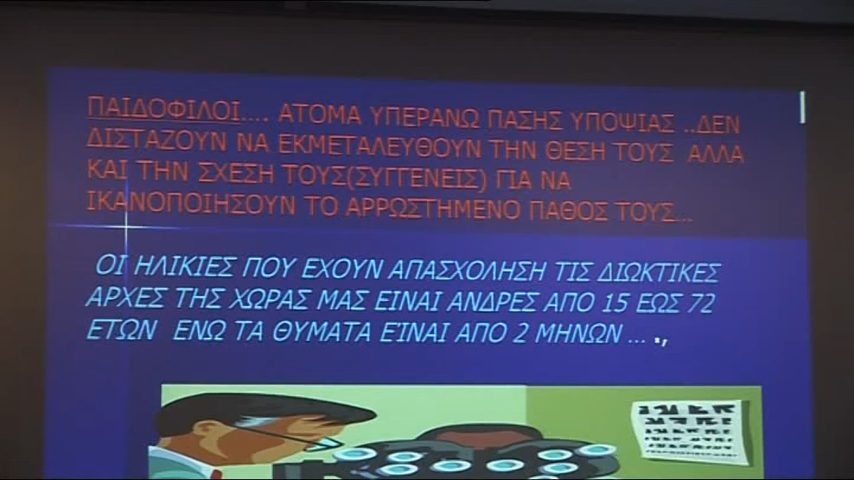 ΠΑΙΔΟΦΙΛΟΙ.... ΑΤΟΜΑ ΥΠΕΡΑΝΩ ΠΑΣΗΣ ΥΠΟΨΙΑΣ ..ΔΕΝ
ΔΙΣΤΑΖΟΥΝ ΝΑ ΕΚΜΕΤΑΛΕΥΘΟΥΝ ΤΗΝ ΘΕΣΗ ΤΟΥΣ ΑΛΛΑ
ΚΑΙ ΤΗΝ ΣΧΕΣΗ ΤΟΥΣ(ΣΥΓΓΕΝΕΙΣ) ΓΙΑ ΝΑ
ΙΚΑΝΟΠΟΙΗΣΟΥΝ ΤΟ ΑΡΡΩΣΤΗΜΕΝΟ ΠΑΘΟΣ ΤΟΥΣ...
ΟΙ ΗΛΙΚΙΕΣ ΠΟΥ ΕΧΟΥΝ ΑΠΑΣΧΟΛΗΣΗ ΤΙΣ ΔΙΩΚΤΙΚΕΣ
ΑΡΧΕΣ ΤΗΣ ΧΩΡΑΣ ΜΑΣ ΕΙΝΑΙ ΑΝΔΡΕΣ ΑΠΟ 15 ΕΩΣ 72
ΕΤΩΝ ΕΝΩ ΤΑ ΘΥΜΑΤΑ ΕΊΝΑΙ ΑΠΟ 2 ΜΗΝΩΝ ... .,